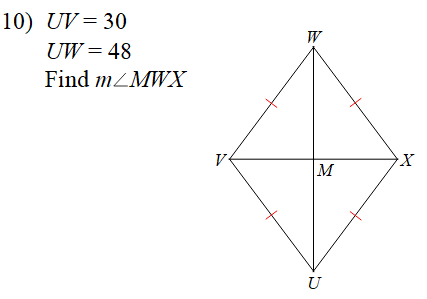 10) UV = 30
UW = 48
Find m∠MWX
W
V
X
M
U